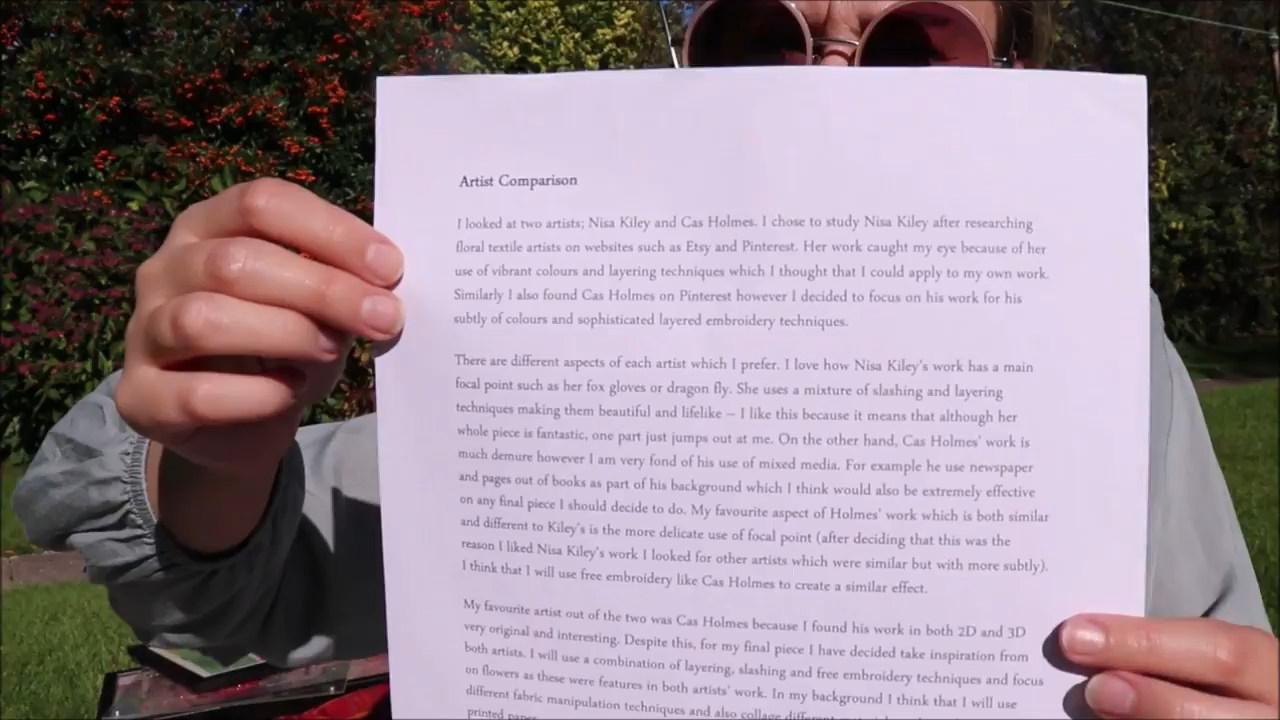 Artist Comparison
I looked at two artists; Nisa Kiley and Cas Holmes. I chose to study Nisa Kiley after researching
floral textile artists on websites such as Etsy and Pinterest. Her work caught my eye because of her
use of vibrant colours and layering techniques which I thought that I could apply to my own work.
Similarly I also found Cas Holmes on Pinterest however I decided to focus on his work for his
subtly of colours and sophisticated layered embroidery techniques.
There are different aspects of each artist which I prefer. I love how Nisa Kiley's work has a main
focal point such as her fox gloves or dragon fly. She uses a mixture of slashing and layering
techniques making them beautiful and lifelike – I like this because it means that although her
whole piece is fantastic, one part just jumps out at me. On the other hand, Cas Holmes' work is
much demure however I am very fond of his use of mixed media. For example he use newspaper
and pages out of books as part of his background which I think would also be extremely effective
on any final piece I should decide to do. My favourite aspect of Holmes' work which is both similar
and different to Kiley's is the more delicate use of focal point (after deciding that this was the
reason I liked Nisa Kiley's work I looked for other artists which were similar but with more subtly).
I think that I will use free embroidery like Cas Holmes to create a similar effect.
My favourite artist out of the two was Cas Holmes because I found his work in both 2D and 3D
very original and interesting. Despite this, for my final piece I have decided take inspiration from
both artists. I will use a combination of layering, slashing and free embroidery techniques and focus
on flowers as these were features in both artists' work. In my background I think that I will use
different fabric manipulation techniques and also collage different
printed paper